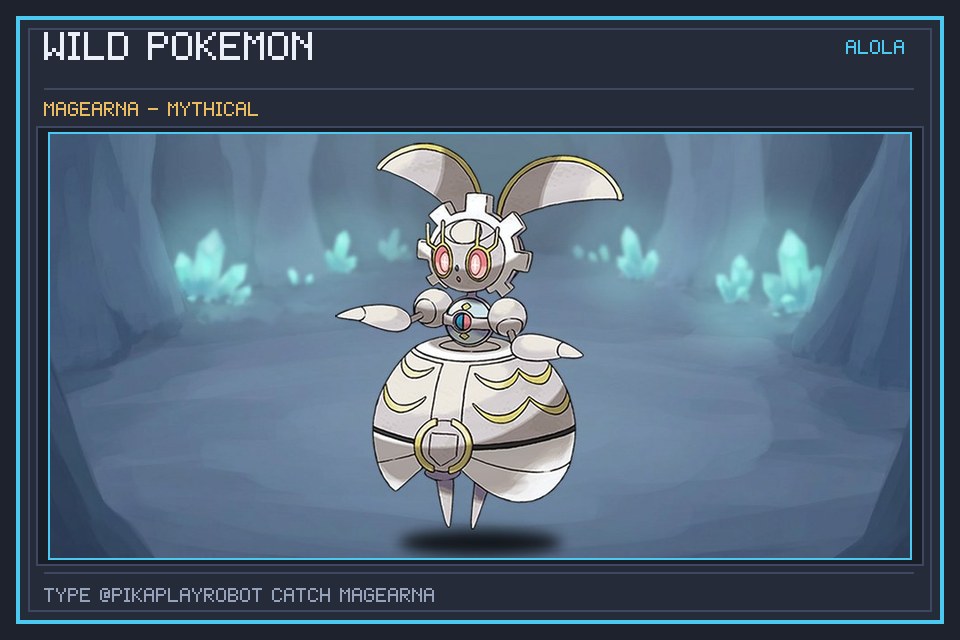 WILD POKEMON
ALOLA
MAGEARNA - MYTHICAL
TYPE @PIKAPLAYROBOT CATCH MAGEARNA